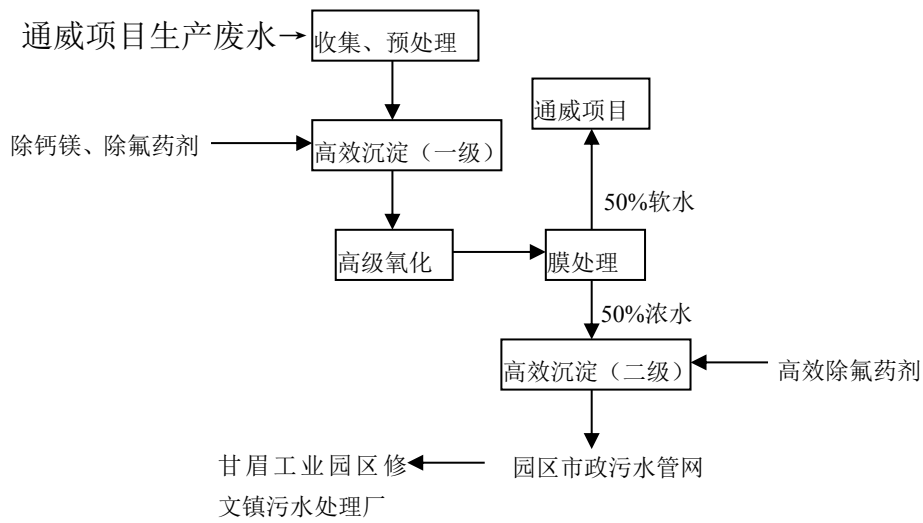 通威项目生产废水
收集、预处理
通威项目
除钙镁、除氟药剂
高效沉淀（一级）
50%软水
高级氧化
膜处理
50%浓水
高效沉淀（二级）
高效除氟药剂
甘眉工业园区修
文镇污水处理厂
园区市政污水管网